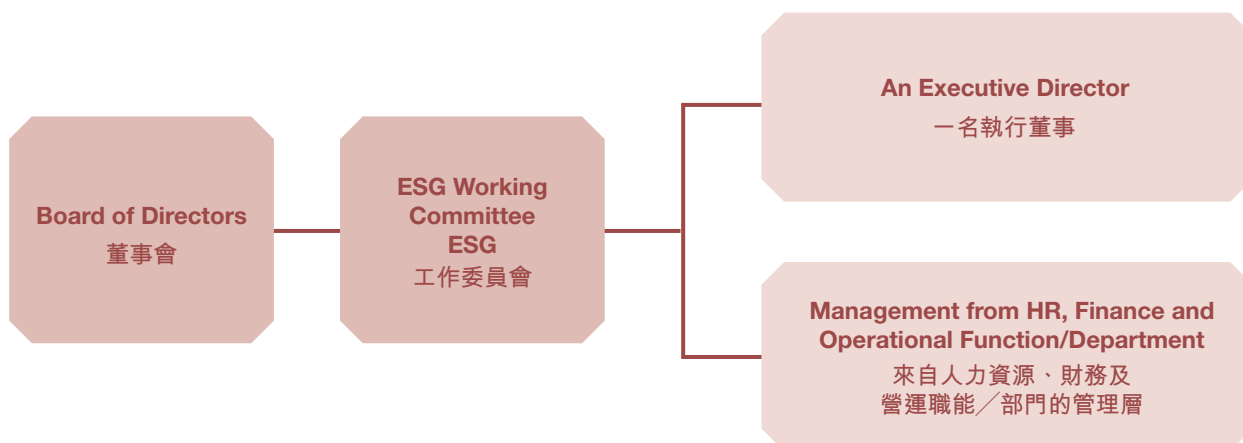 Board of Directors
董事會
ESG Working
Committee
ESG
工作委員會
An Executive Director
一名執行董事
Management from HR, Finance and
Operational Function/Department
來自人力資源、財務及
營運職能╱部門的管理層